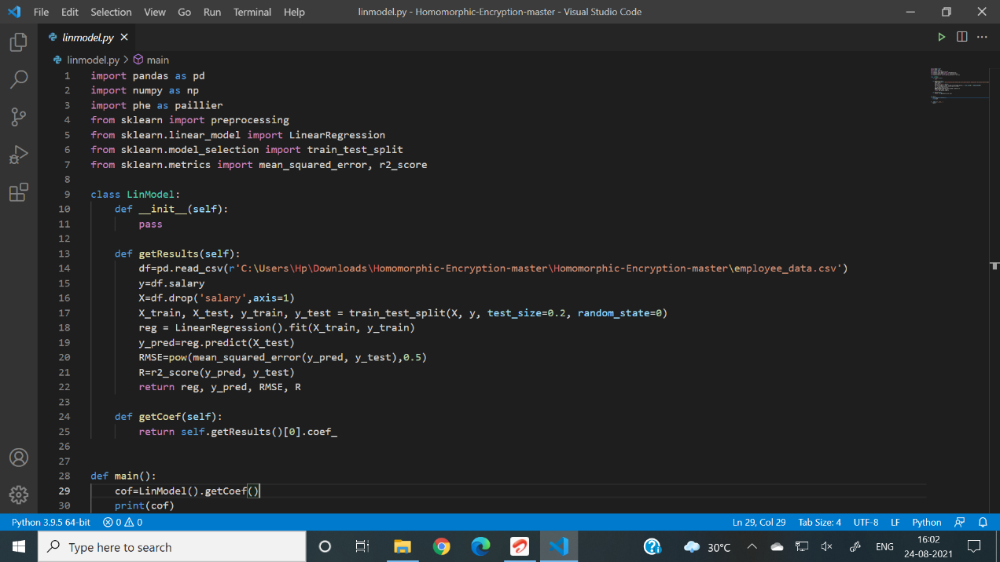 File Edit Selection View Go Run Terminal Help linmodel.py - Homomorphic-Encryption-master - Visual Studio Code
linmodel.py
linmodel.py > main
1 import pandas as pd
2 import numpy as np
3 import phe as paillier
4 from sklearn import preprocessing
5 from sklearn.linear_model import LinearRegression
6 from sklearn.model_selection import train_test_split
7 from sklearn.metrics import mean_squared_error, r2_score
8
9 class LinModel:
10     def __init__(self):
11         pass
12
13     def getResults(self):
14         df=pd.read_csv(r'C:\Users\Hp\Downloads\Homomorphic-Encryption-master\Homomorphic-Encryption-master\employee_data.csv')
15         y=df.salary
16         X=df.drop('salary',axis=1)
17         X_train, X_test, y_train, y_test = train_test_split(X, y, test_size=0.2, random_state=0)
18         reg = LinearRegression().fit(X_train, y_train)
19         y_pred=reg.predict(X_test)
20         RMSE=pow(mean_squared_error(y_pred, y_test),0.5)
21         R=r2_score(y_pred, y_test)
22         return reg, y_pred, RMSE, R
23
24     def getCoef(self):
25         return self.getResults()[0].coef_
26
27
28 def main():
29     cof=LinModel().getCoef()
30     print(cof)
Python 3.9.5 64-bit 0 0 Ln 29, Col 29 Tab Size: 4 UTF-8 LF Python
Type here to search 30°C ENG 16:02
24-08-2021